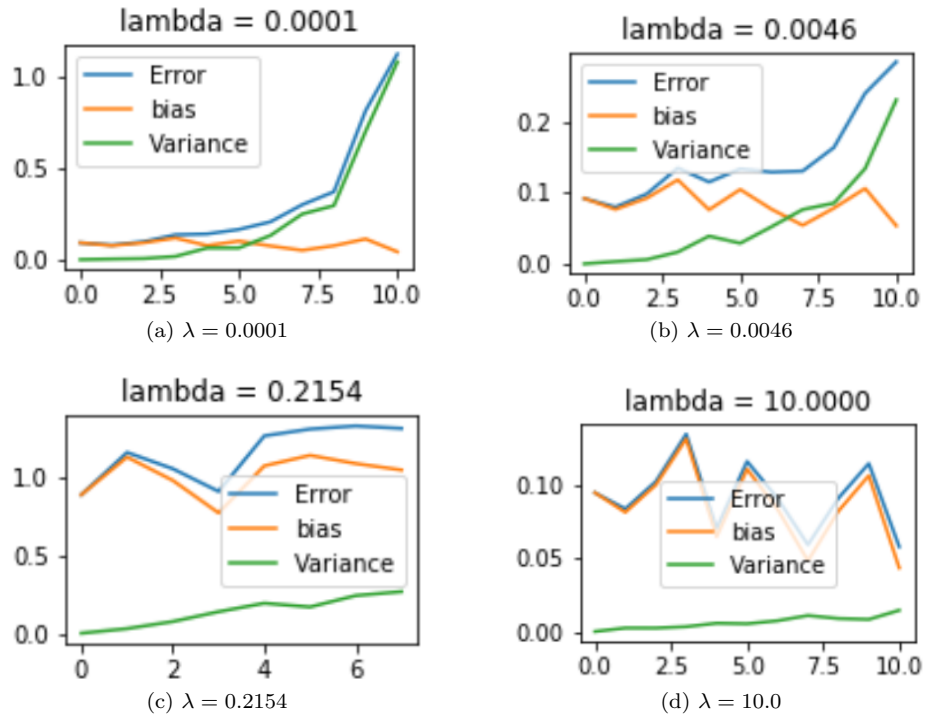 lambda = 0.0001
Error
bias
Variance
1.0
0.5
0.0
0.0 2.5 5.0 7.5 10.0
(a) λ = 0.0001
lambda = 0.0046
Error
bias
Variance
0.2
0.1
0.0
0.0 2.5 5.0 7.5 10.0
(b) λ = 0.0046
lambda = 0.2154
1.0
Error
bias
Variance
0.5
0.0
0 2 4 6
(c) λ = 0.2154
lambda = 10.0000
0.10
Error
bias
Variance
0.05
0.00
0.0 2.5 5.0 7.5 10.0
(d) λ = 10.0